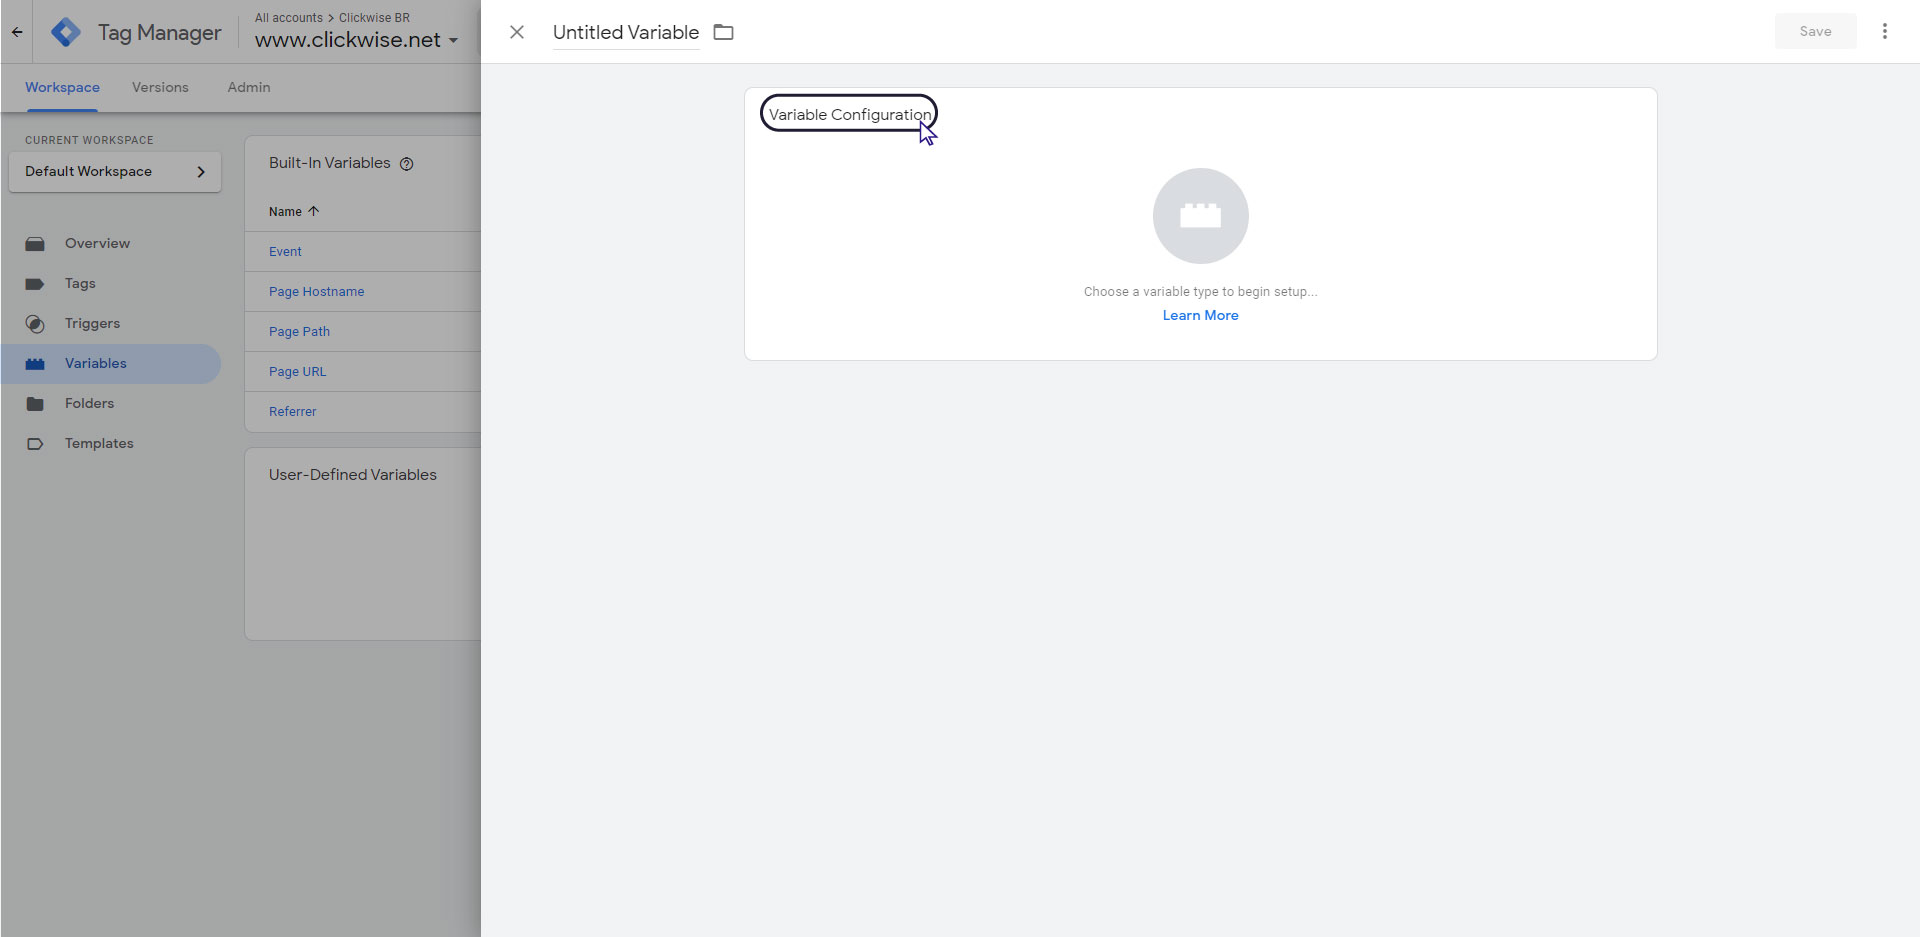 Tag Manager
All accounts > Clickwise BR
www.clickwise.net
Untitled Variable
Save
Workspace
Versions
Admin
CURRENT WORKSPACE
Default Workspace
Overview
Tags
Triggers
Variables
Folders
Templates
Built-In Variables
Name
Event
Page Hostname
Page Path
Page URL
Referrer
User-Defined Variables
Variable Configuration
Choose a variable type to begin setup...
Learn More